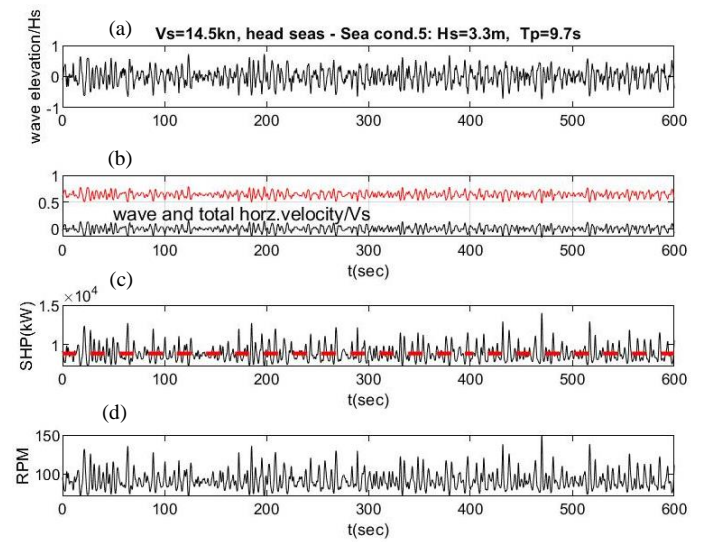 (a)
Vs=14.5kn, head seas - Sea cond.5: Hs=3.3m, Tp=9.7s
wave elevation/Hs
1
0
-1
0 100 200 300 400 500 600
(b)
1
0.5
wave and total horz.velocity/Vs
0
0 100 200 300 400 500 600
t(sec)
(c)
×10⁴
1.5
SHP(kW)
1
0 100 200 300 400 500 600
t(sec)
(d)
150
RPM
100
0 100 200 300 400 500 600
t(sec)